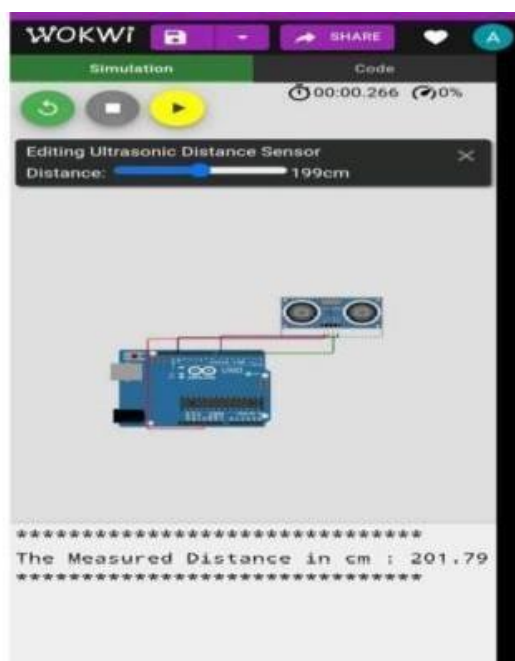 WOKWI SHARE A
Simulation Code
00:00.266 0%
Editing Ultrasonic Distance Sensor
Distance: 199cm
UNO
*******************************
The Measured Distance in cm : 201.79
*******************************